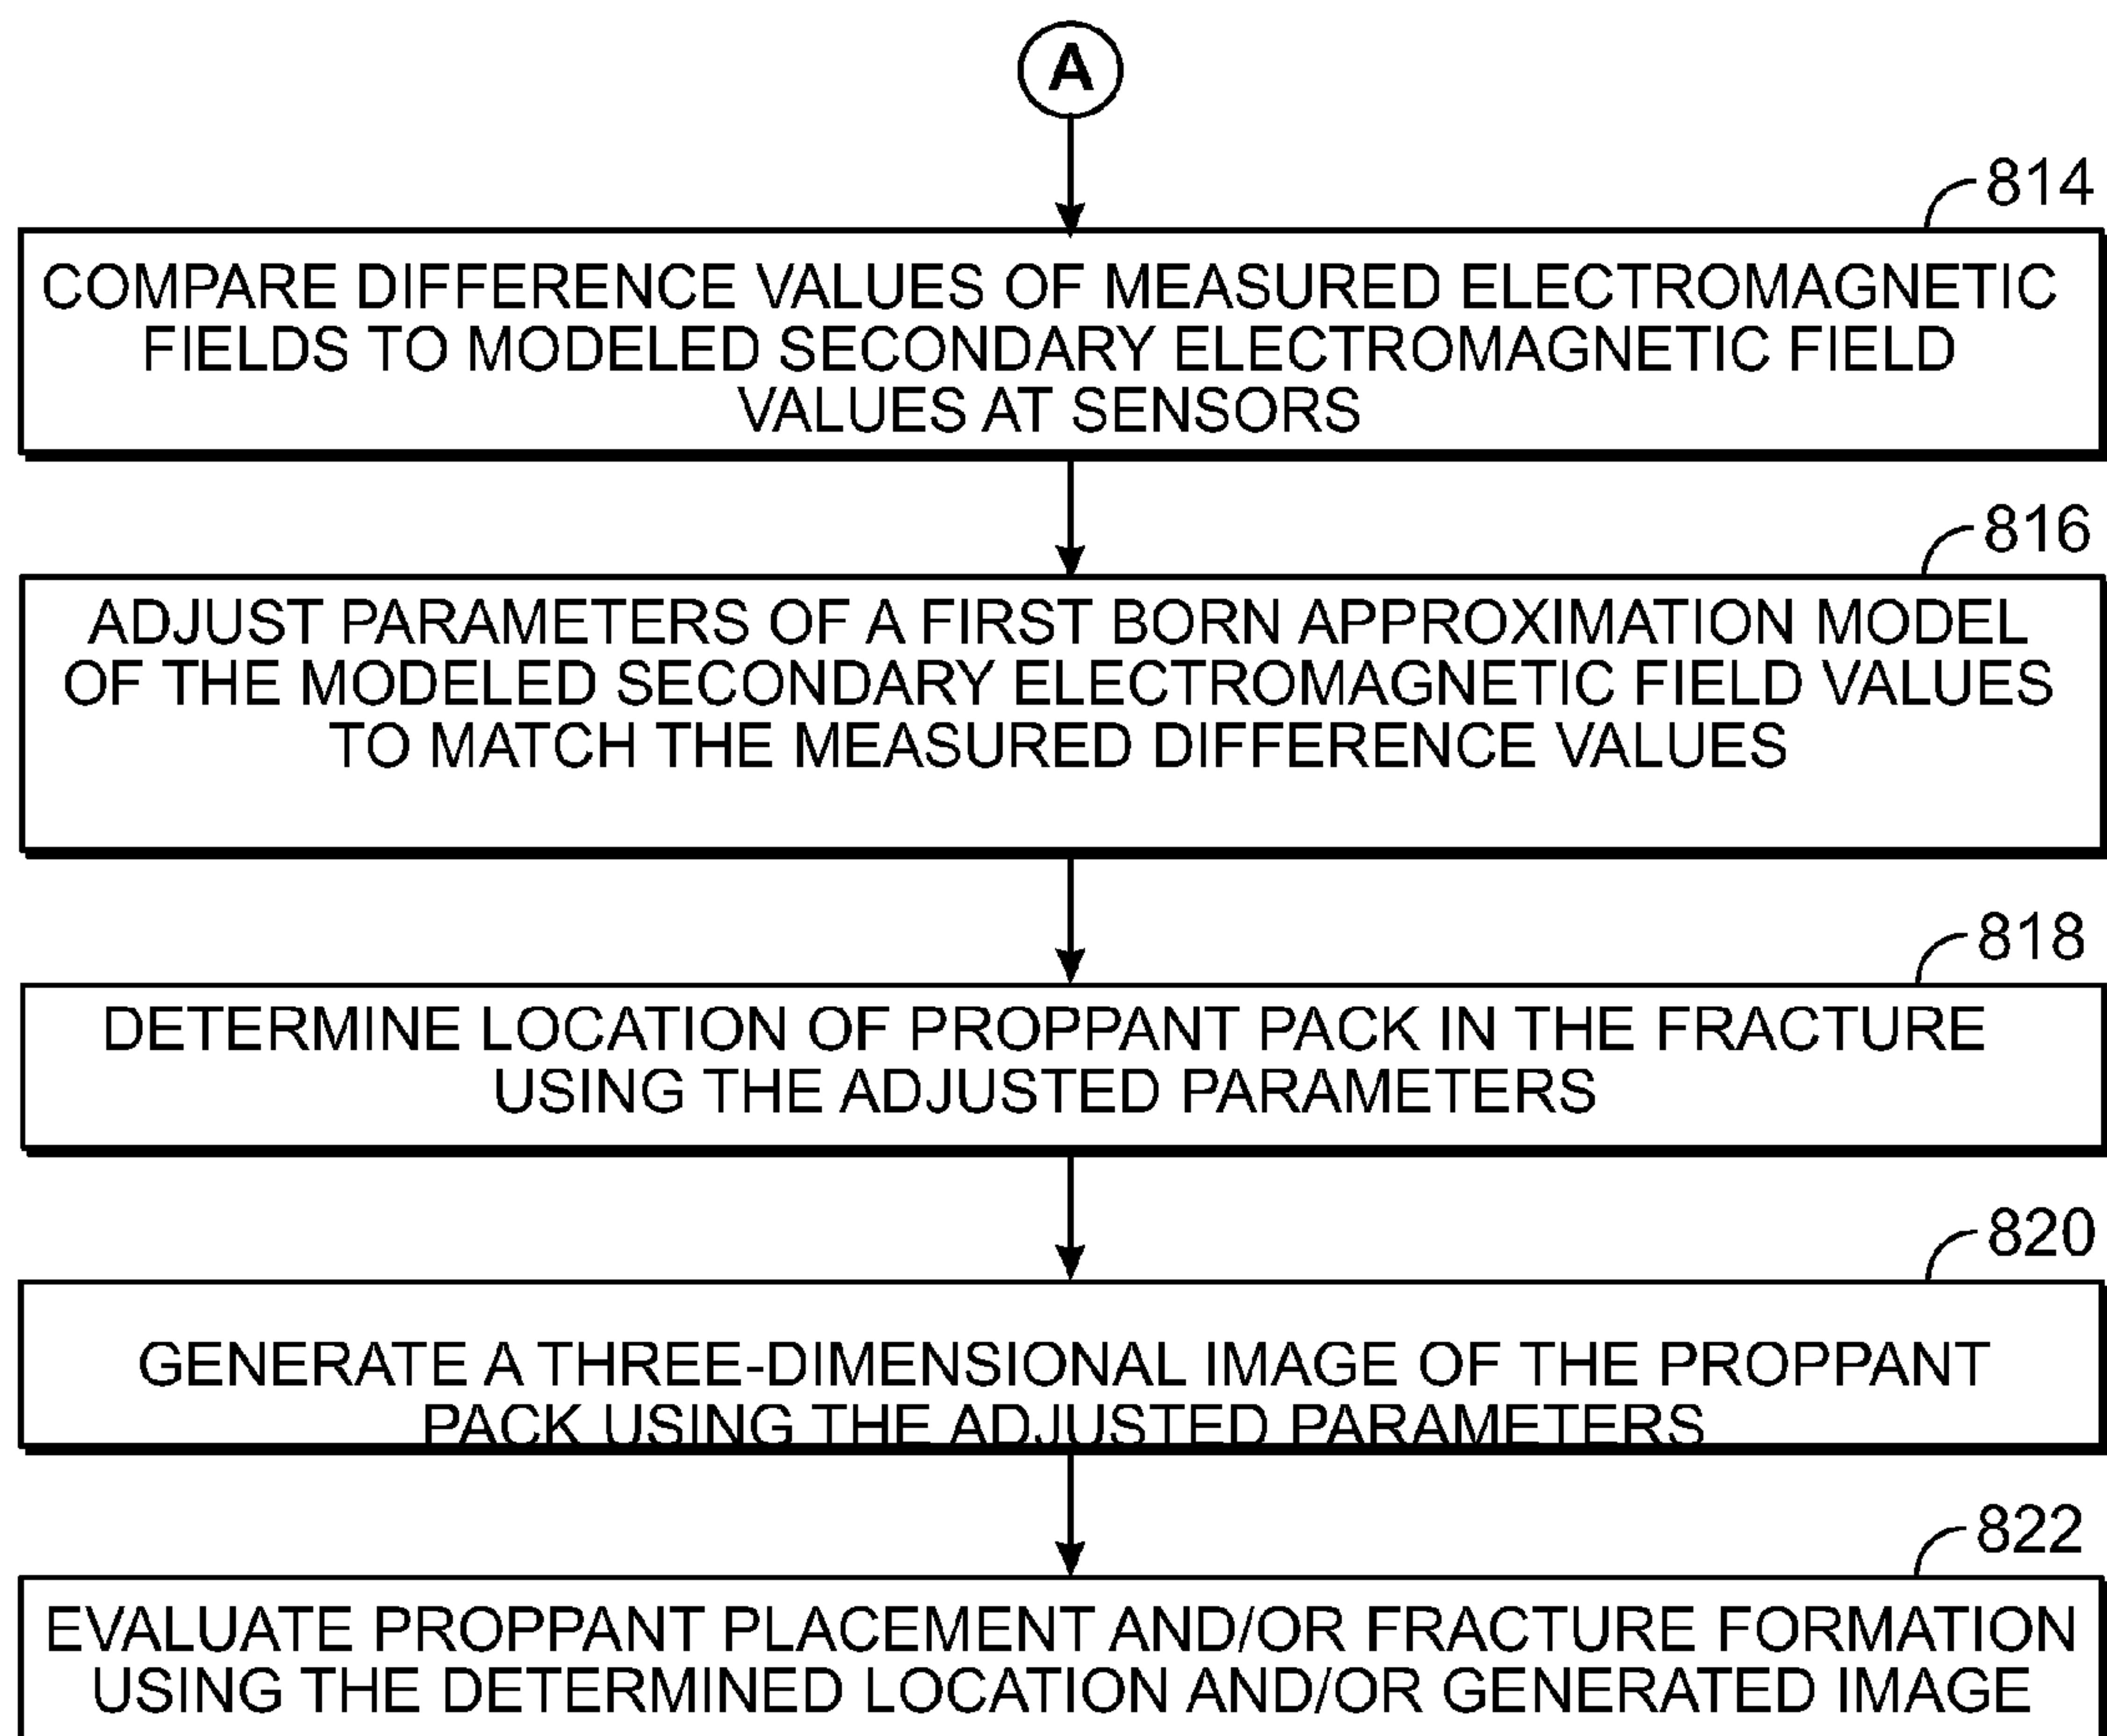 A
814
COMPARE DIFFERENCE VALUES OF MEASURED ELECTROMAGNETIC
FIELDS TO MODELED SECONDARY ELECTROMAGNETIC FIELD
VALUES AT SENSORS
816
ADJUST PARAMETERS OF A FIRST BORN APPROXIMATION MODEL
OF THE MODELED SECONDARY ELECTROMAGNETIC FIELD VALUES
TO MATCH THE MEASURED DIFFERENCE VALUES
818
DETERMINE LOCATION OF PROPPANT PACK IN THE FRACTURE
USING THE ADJUSTED PARAMETERS
820
GENERATE A THREE-DIMENSIONAL IMAGE OF THE PROPPANT
PACK USING THE ADJUSTED PARAMETERS
822
EVALUATE PROPPANT PLACEMENT AND/OR FRACTURE FORMATION
USING THE DETERMINED LOCATION AND/OR GENERATED IMAGE